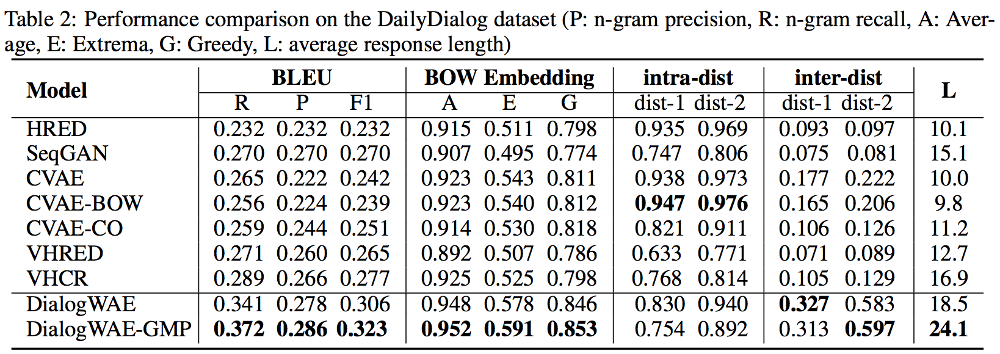 Table 2: Performance comparison on the DailyDialog dataset (P: n-gram precision, R: n-gram recall, A: Aver-
age, E: Extrema, G: Greedy, L: average response length)
Model BLEU BOW Embedding intra-dist inter-dist L
R P F1 A E G dist-1 dist-2 dist-1 dist-2
HRED 0.232 0.232 0.232 0.915 0.511 0.798 0.935 0.969 0.093 0.097 10.1
SeqGAN 0.270 0.270 0.270 0.907 0.495 0.774 0.747 0.806 0.075 0.081 15.1
CVAE 0.265 0.222 0.242 0.923 0.543 0.811 0.938 0.973 0.177 0.222 10.0
CVAE-BOW 0.256 0.224 0.239 0.923 0.540 0.812 0.947 0.976 0.165 0.206 9.8
CVAE-CO 0.259 0.244 0.251 0.914 0.530 0.818 0.821 0.911 0.106 0.126 11.2
VHRED 0.271 0.260 0.265 0.892 0.507 0.786 0.633 0.771 0.071 0.089 12.7
VHCR 0.289 0.266 0.277 0.925 0.525 0.798 0.768 0.814 0.105 0.129 16.9
DialogWAE 0.341 0.278 0.306 0.948 0.578 0.846 0.830 0.940 0.327 0.583 18.5
DialogWAE-GMP 0.372 0.286 0.323 0.952 0.591 0.853 0.754 0.892 0.313 0.597 24.1